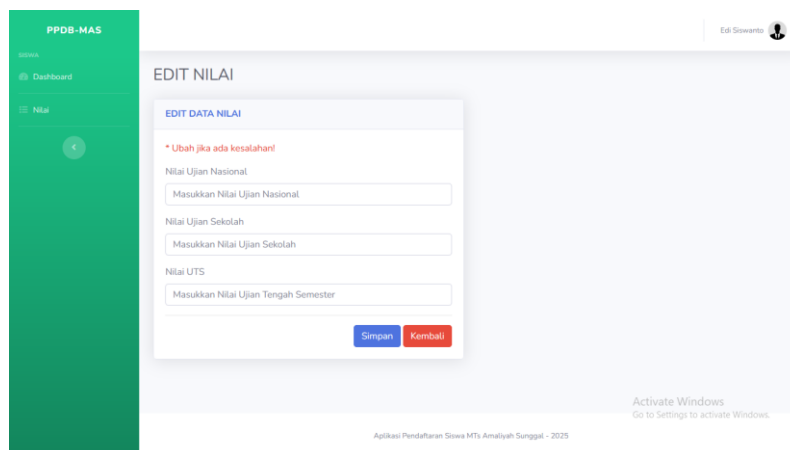 PPDB-MAS
Edi Siswanto
SISWA
Dashboard
Nilai
EDIT NILAI
EDIT DATA NILAI
* Ubah jika ada kesalahan!
Nilai Ujian Nasional
Masukkan Nilai Ujian Nasional
Nilai Ujian Sekolah
Masukkan Nilai Ujian Sekolah
Nilai UTS
Masukkan Nilai Ujian Tengah Semester
Simpan Kembali
Activate Windows
Go to Settings to activate Windows.
Aplikasi Pendaftaran Siswa MTs Amaliyah Sunggal - 2025